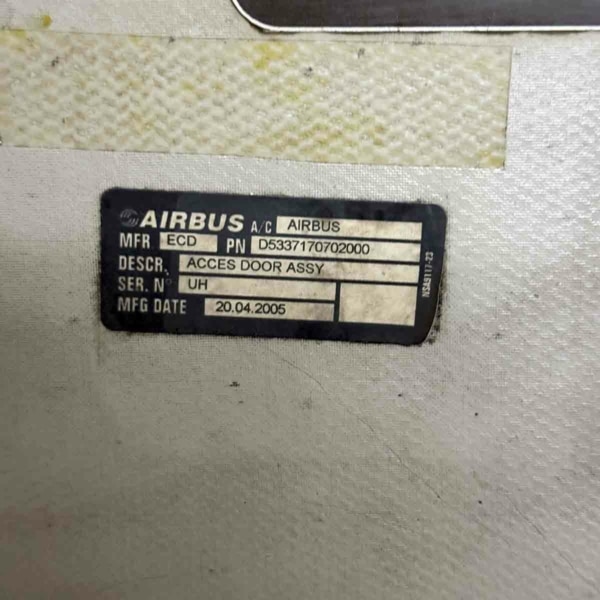 AIRBUS A/C AIRBUS
MFR ECD PN D5337170702000
DESCR. ACCES DOOR ASSY
SER. N° UH
MFG DATE 20.04.2005
NSA9117-23